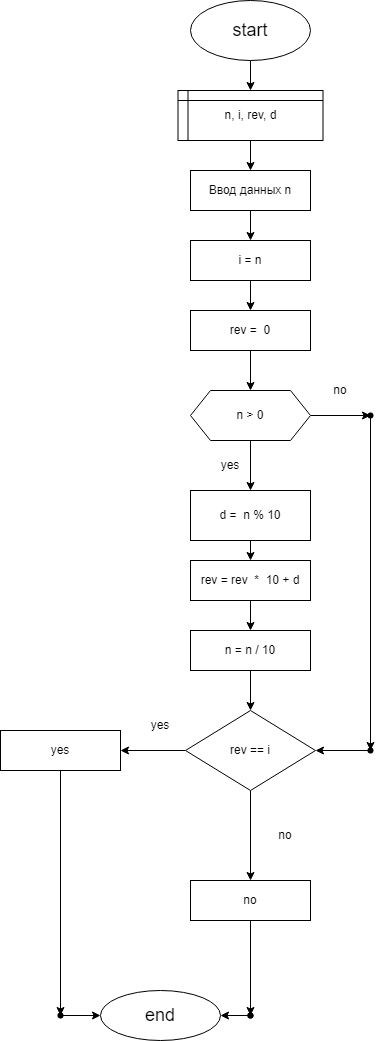 start
n, i, rev, d
Ввод данных n
i = n
rev =  0
n > 0
no
yes
d =  n % 10
rev = rev  *  10 + d
n = n / 10
yes
rev == i
yes
no
no
end